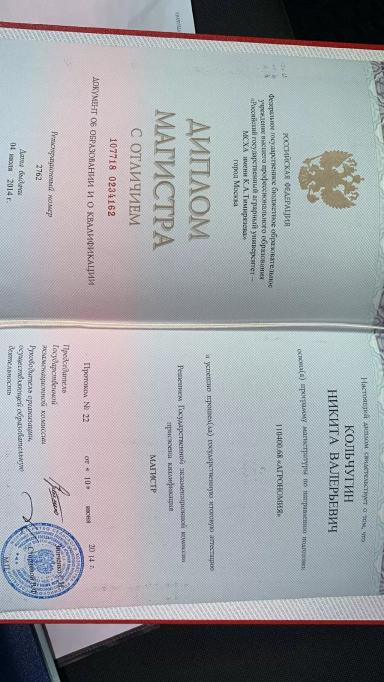 РОССИЙСКАЯ ФЕДЕРАЦИЯ
Федеральное государственное бюджетное образовательное
учреждение высшего профессионального образования
«Российский государственный аграрный университет –
МСХА имени К.А.Тимирязева»
город Москва
ДИПЛОМ
МАГИСТРА
С ОТЛИЧИЕМ
107718 0234162
ДОКУМЕНТ ОБ ОБРАЗОВАНИИ И О КВАЛИФИКАЦИИ
Регистрационный номер
2762
Дата выдачи
04 июля 2014 г.
Настоящий диплом свидетельствует о том, что
КОЛЬЧУГИН
НИКИТА ВАЛЕРЬЕВИЧ
освоил(а) программу магистратуры по направлению подготовки
110400.68 «АГРОНОМИЯ»
и успешно прошел(ла) государственную итоговую аттестацию
Решением Государственной экзаменационной комиссии
присвоена квалификация
МАГИСТР
Протокол № 22 от « 10» июня 2014 г.
Председатель
Государственной
экзаменационной комиссии
Руководитель организации,
осуществляющей образовательную
деятельность
М.П.